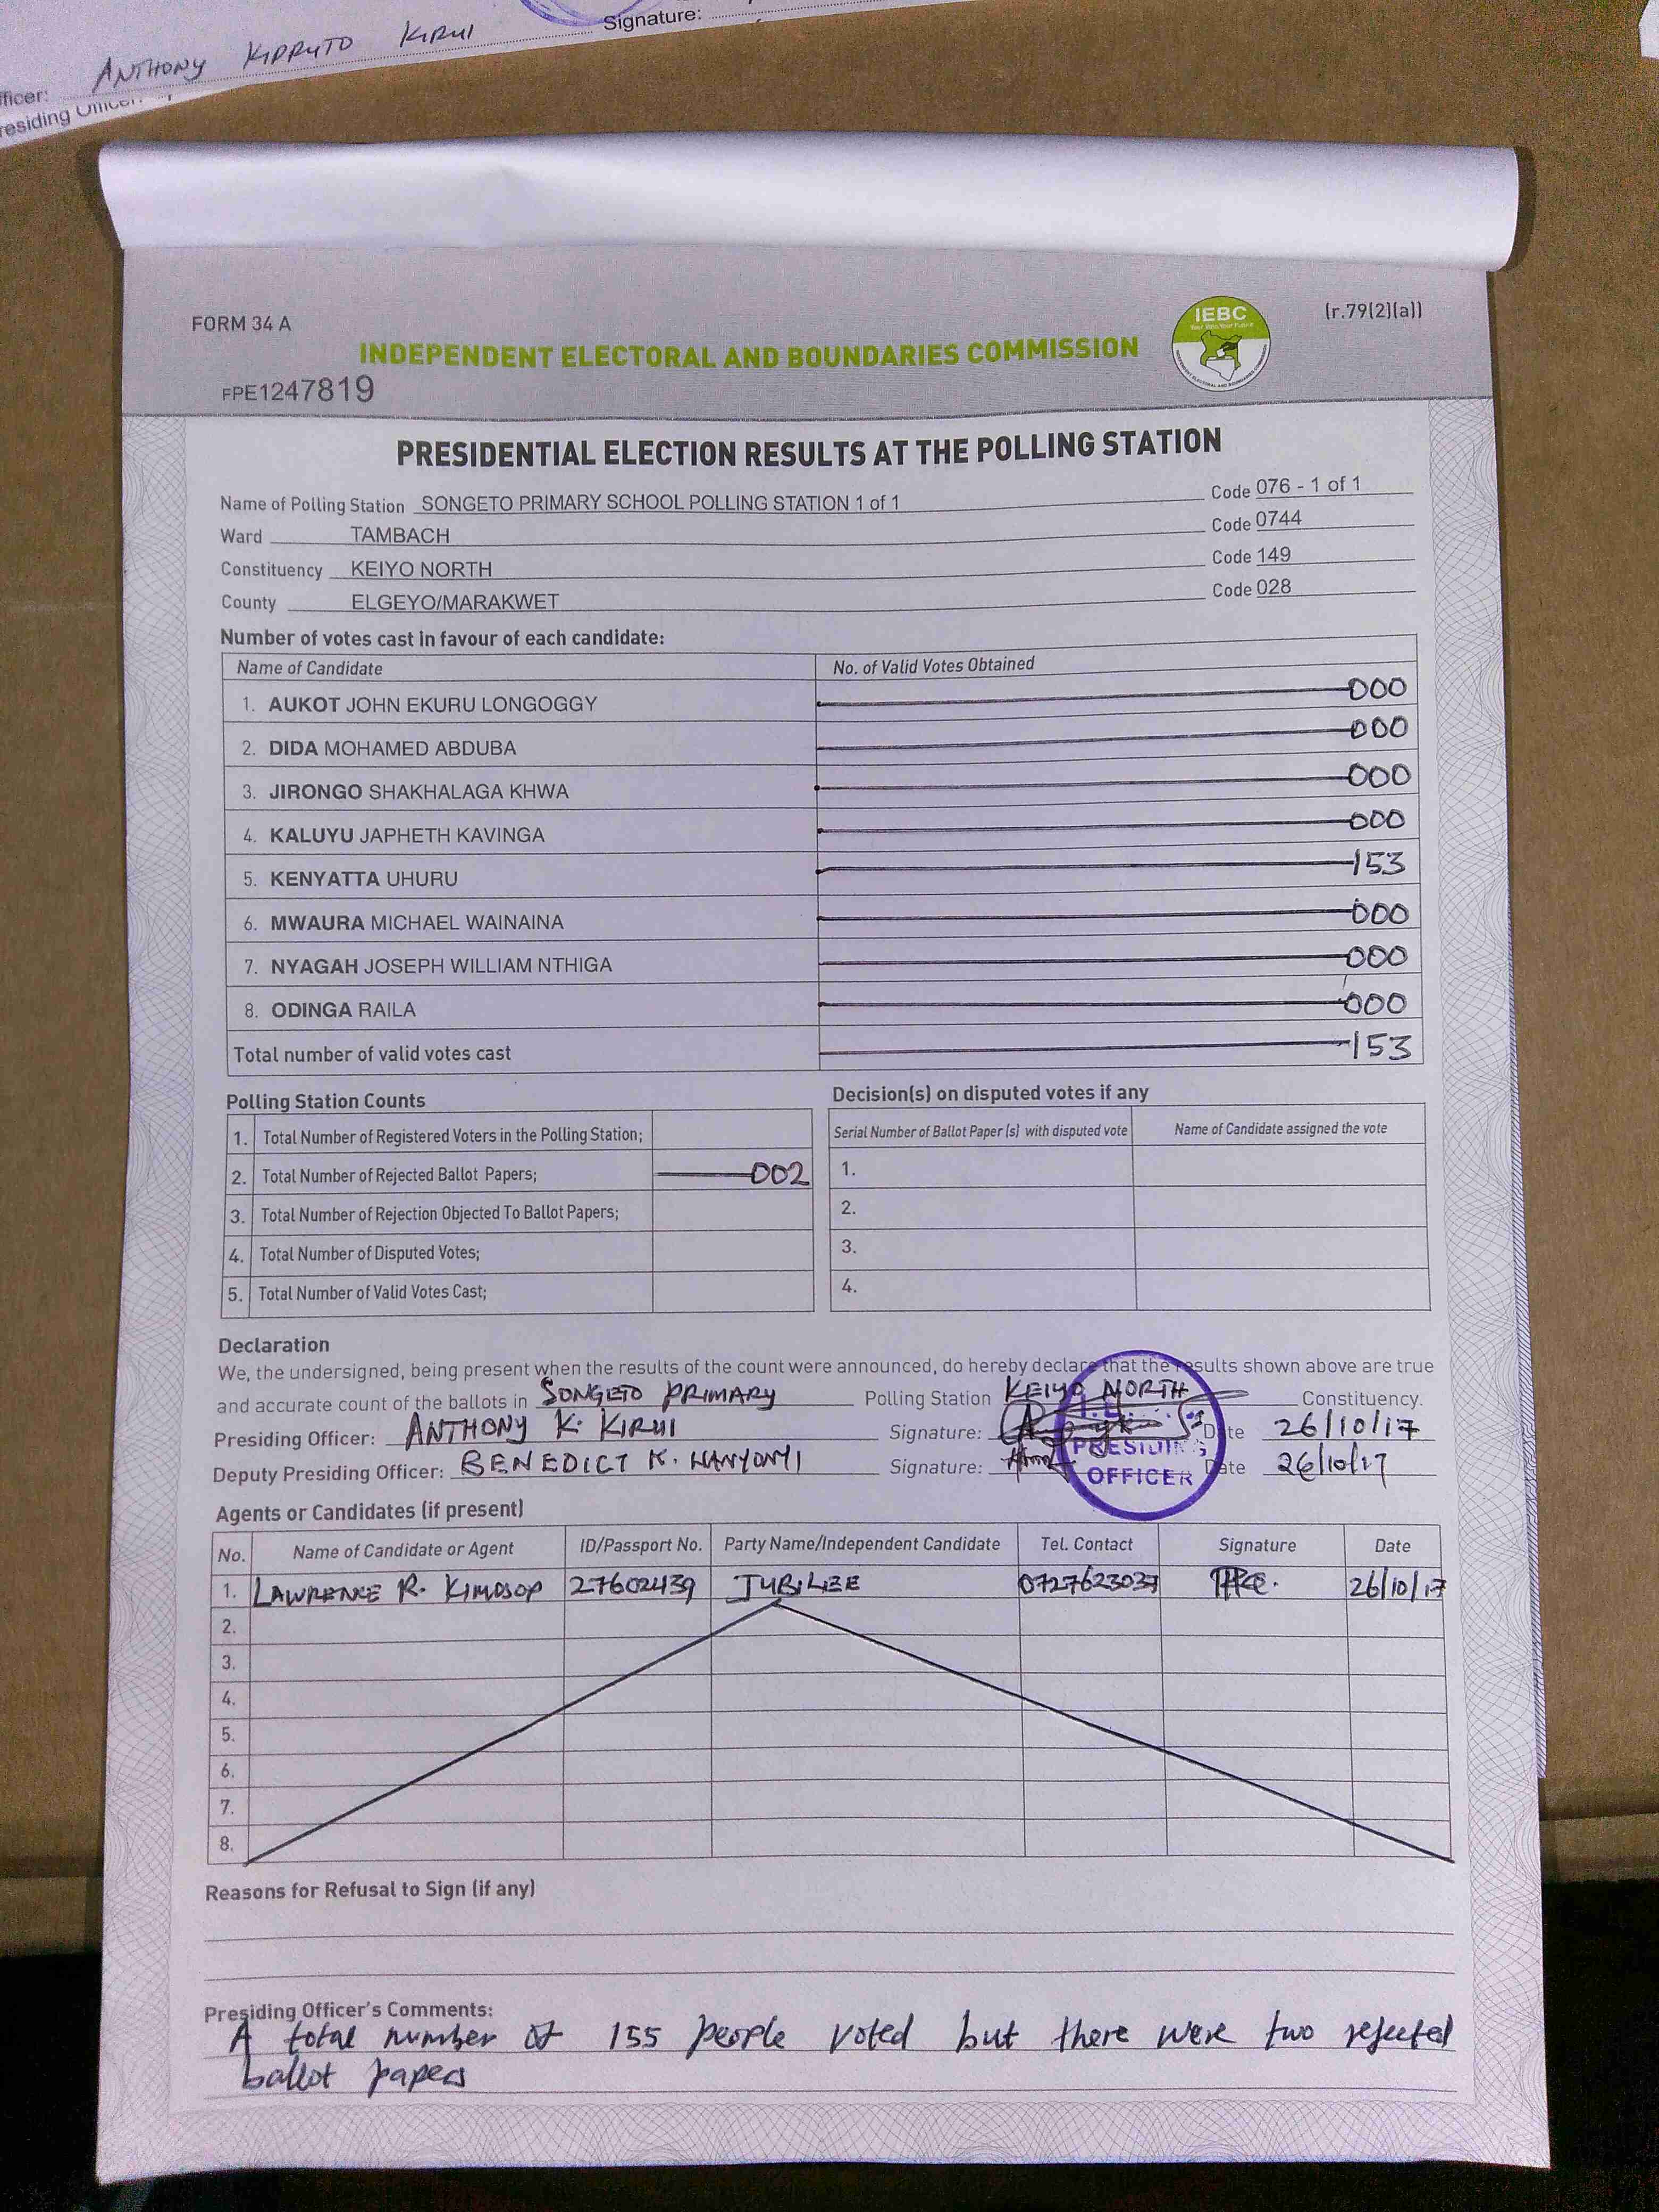 Signature:
ANTHONY KIPRUTO KIRUI
fficer:
residing Officer
FORM 34 A
(r.79(2)(a))
IEBC
INDEPENDENT ELECTORAL AND BOUNDARIES COMMISSION
FPE1247819
PRESIDENTIAL ELECTION RESULTS AT THE POLLING STATION
Name of Polling Station SONGETO PRIMARY SCHOOL POLLING STATION 1 of 1 Code 076 - 1 of 1
Ward TAMBACH Code 0744
Constituency KEIYO NORTH Code 149
County ELGEYO/MARAKWET Code 028
Number of votes cast in favour of each candidate:
Name of Candidate No. of Valid Votes Obtained
1. AUKOT JOHN EKURU LONGOGGY 000
2. DIDA MOHAMED ABDUBA 000
3. JIRONGO SHAKHALAGA KHWA 000
4. KALUYU JAPHETH KAVINGA 000
5. KENYATTA UHURU 153
6. MWAURA MICHAEL WAINAINA 000
7. NYAGAH JOSEPH WILLIAM NTHIGA 000
8. ODINGA RAILA 000
Total number of valid votes cast 153
Polling Station Counts
1. Total Number of Registered Voters in the Polling Station;
2. Total Number of Rejected Ballot Papers; 002
3. Total Number of Rejection Objected To Ballot Papers;
4. Total Number of Disputed Votes;
5. Total Number of Valid Votes Cast;
Decision(s) on disputed votes if any
Serial Number of Ballot Paper (s) with disputed vote Name of Candidate assigned the vote
1.
2.
3.
4.
Declaration
We, the undersigned, being present when the results of the count were announced, do hereby declare that the results shown above are true
and accurate count of the ballots in SONGETO PRIMARY Polling Station KEIYO NORTH Constituency.
Presiding Officer: ANTHONY K. KIRUI Signature: Date 26/10/17
Deputy Presiding Officer: BENEDICT K. WANYONYI Signature: Date 26/10/17
PRESIDING
OFFICER
Agents or Candidates (if present)
No. Name of Candidate or Agent ID/Passport No. Party Name/Independent Candidate Tel. Contact Signature Date
1. LAWRENCE R. KIMOSOP 27602439 JUBILEE 0727623037 26/10/17
2.
3.
4.
5.
6.
7.
8.
Reasons for Refusal to Sign (if any)
Presiding Officer's Comments:
A total number of 155 people voted but there were two rejected
ballot papers